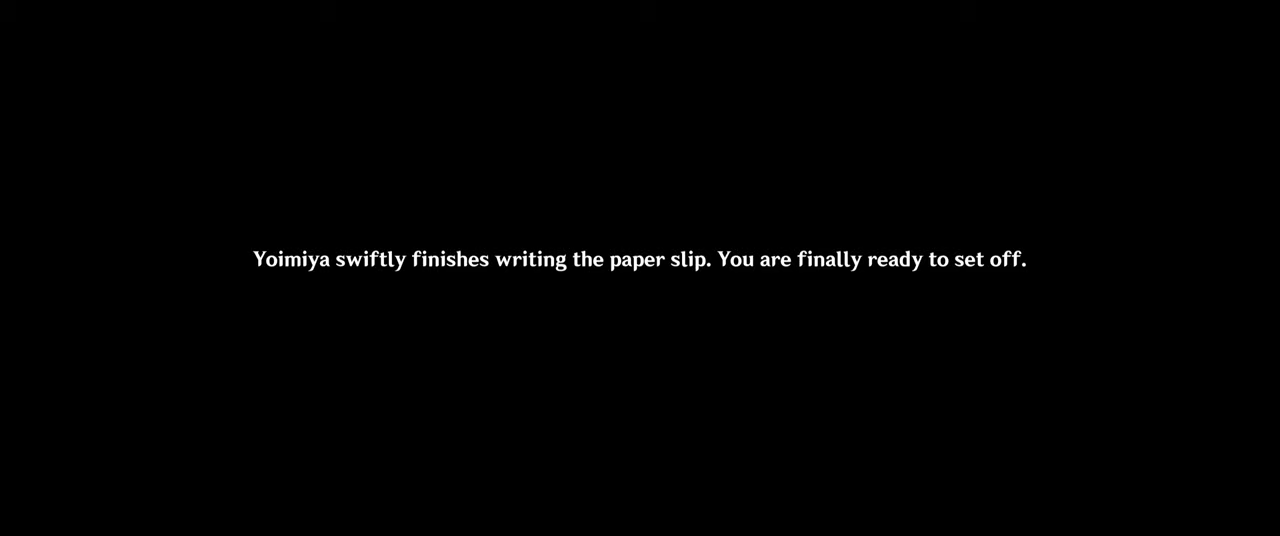 Yoimiya swiftly finishes writing the paper slip. You are finally ready to set off.